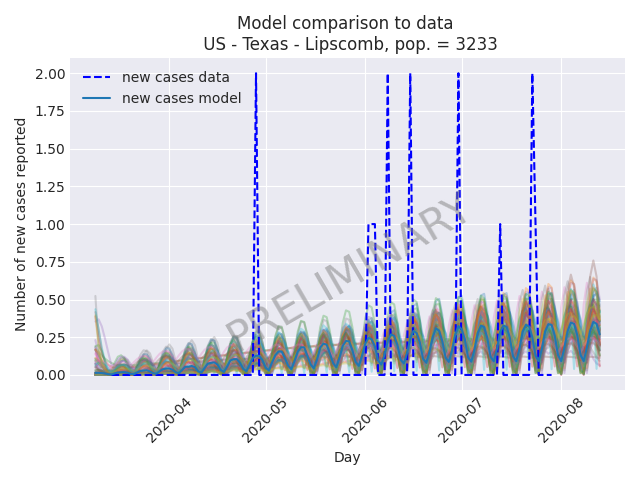 Model comparison to data
US - Texas - Lipscomb, pop. = 3233
new cases data
new cases model
Number of new cases reported
2.00
1.75
1.50
1.25
1.00
0.75
0.50
0.25
0.00
PRELIMINARY
2020-04
2020-05
2020-06
2020-07
2020-08
Day